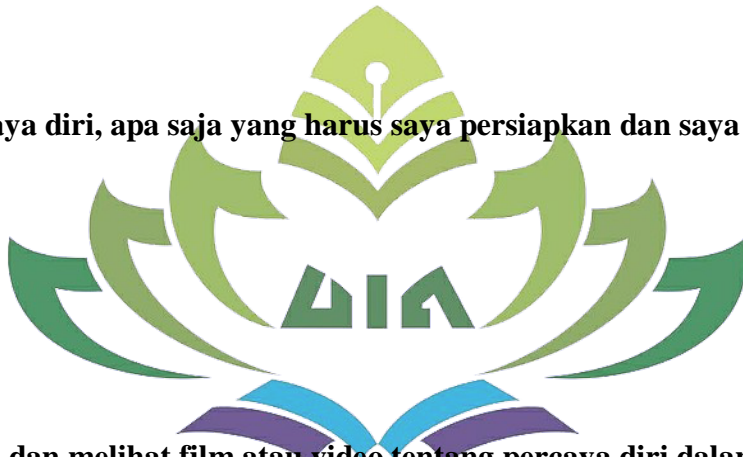 aya diri, apa saja yang harus saya persiapkan dan saya
UIN
dan melihat film atau video tentang percaya diri dalam